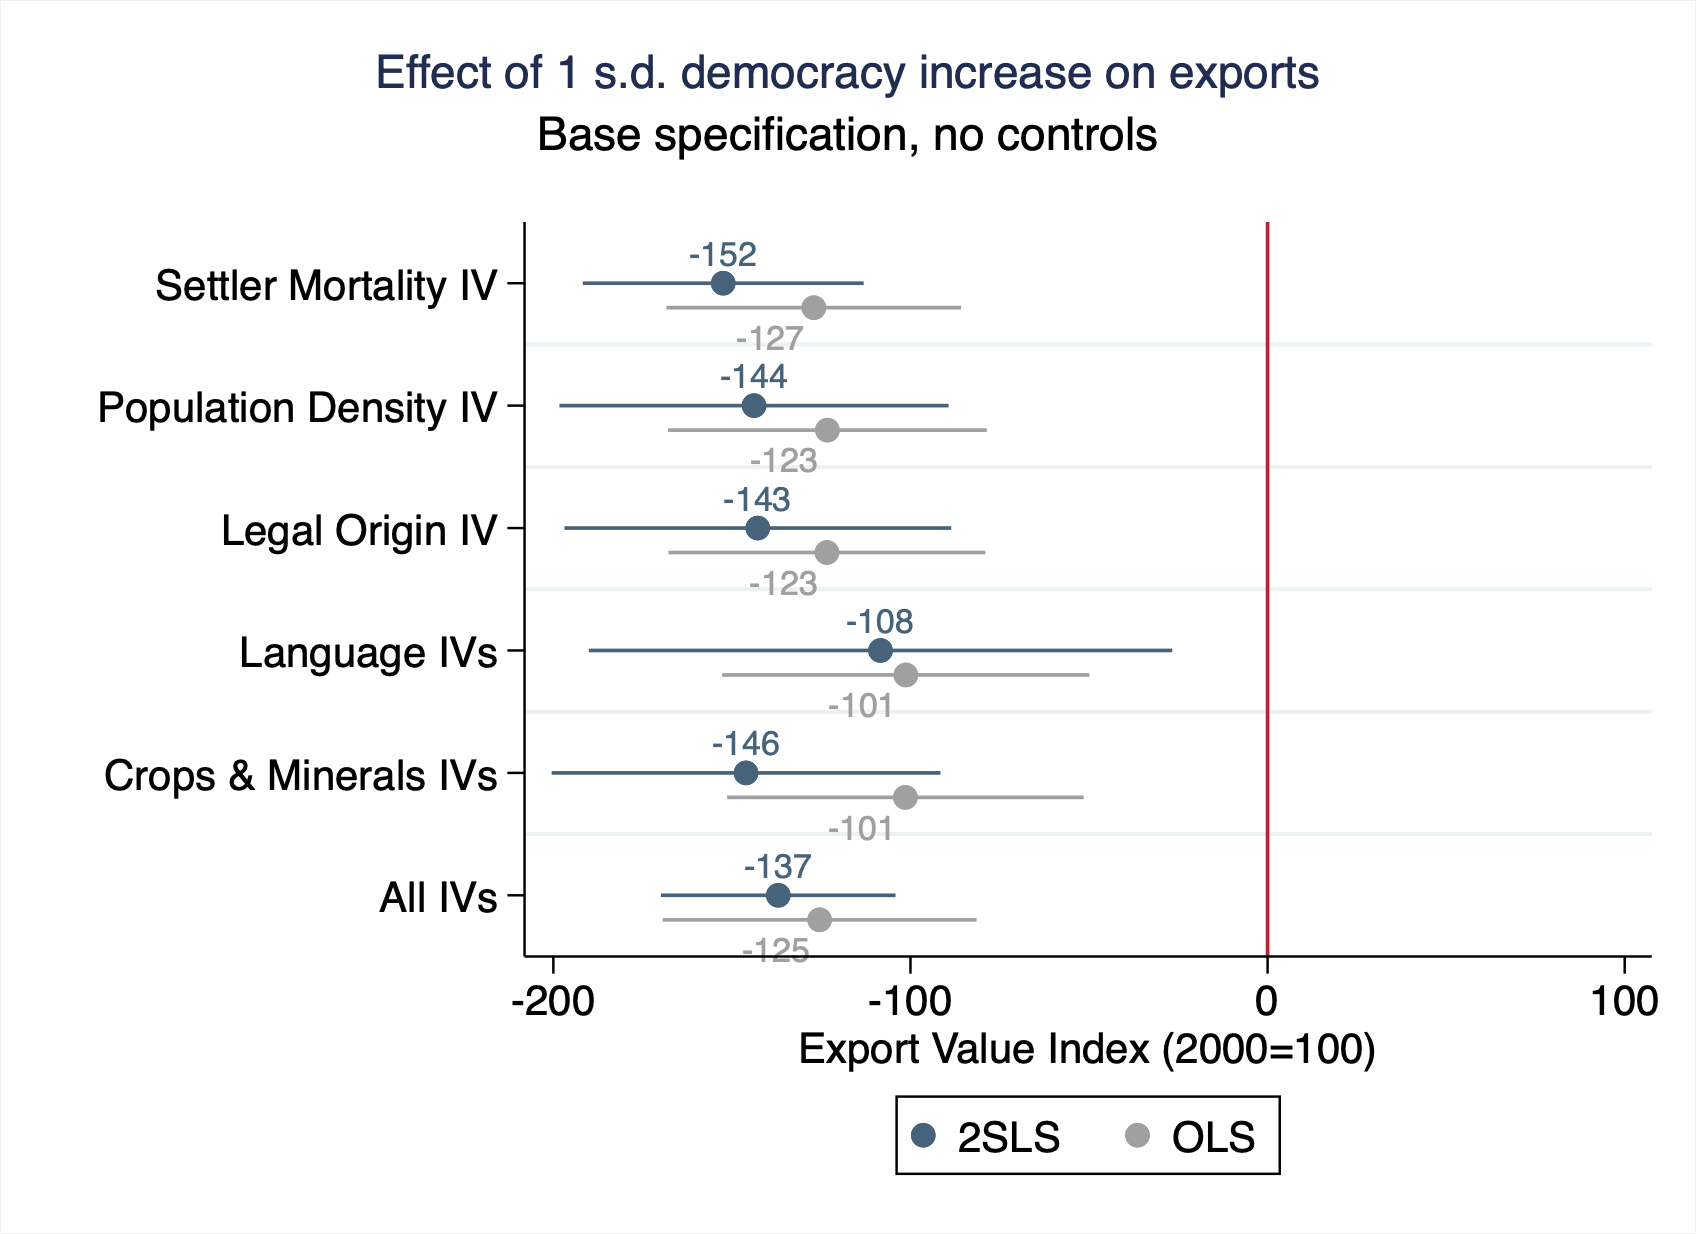 Effect of 1 s.d. democracy increase on exports
Base specification, no controls
-152
Settler Mortality IV
-127
-144
Population Density IV
-123
-143
Legal Origin IV
-123
-108
Language IVs
-101
-146
Crops & Minerals IVs
-101
-137
All IVs
-125
-200 -100 0 100
Export Value Index (2000=100)
2SLS OLS